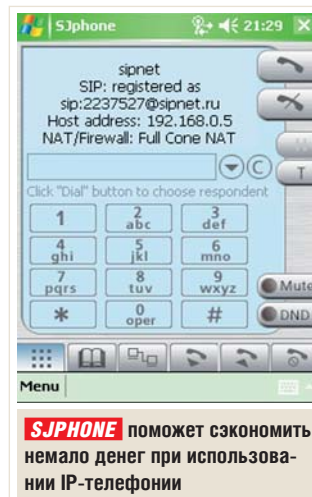 SJphone 21:29
sipnet
SIP: registered as
sip:2237527@sipnet.ru
Host address: 192.168.0.5
NAT/Firewall: Full Cone NAT
C
T
Click "Dial" button to choose respondent
1 2 3
abc def
4 5 6
ghi jkl mno
7 8 9
pqrs tuv wxyz
Mute
* 0 #
oper
DND
Menu
SJPHONE поможет сэкономить
немало денег при использова-
нии IP-телефонии